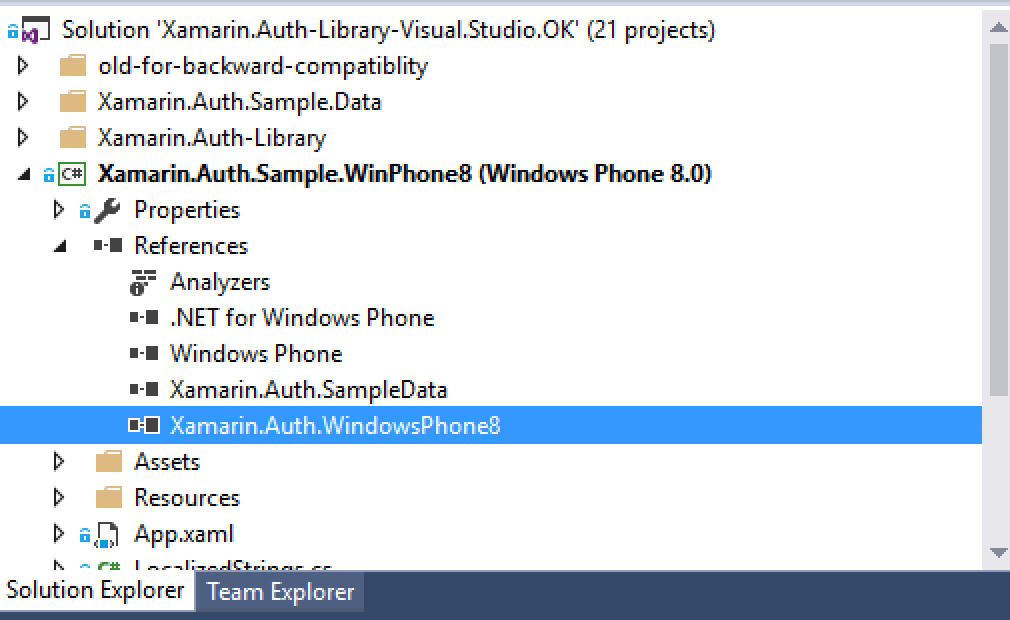 Solution 'Xamarin.Auth-Library-Visual.Studio.OK' (21 projects)
old-for-backward-compatiblity
Xamarin.Auth.Sample.Data
Xamarin.Auth-Library
C# Xamarin.Auth.Sample.WinPhone8 (Windows Phone 8.0)
Properties
References
Analyzers
.NET for Windows Phone
Windows Phone
Xamarin.Auth.SampleData
Xamarin.Auth.WindowsPhone8
Assets
Resources
App.xaml
C# LocalizedStrings.cs
Solution Explorer Team Explorer